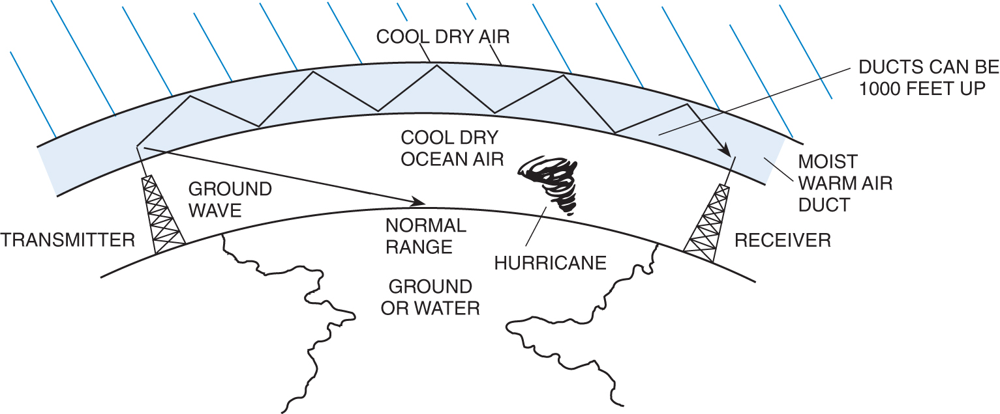 COOL DRY AIR
DUCTS CAN BE
1000 FEET UP
COOL DRY
OCEAN AIR
MOIST
WARM AIR
DUCT
GROUND
WAVE
NORMAL
RANGE
TRANSMITTER
RECEIVER
HURRICANE
GROUND
OR WATER